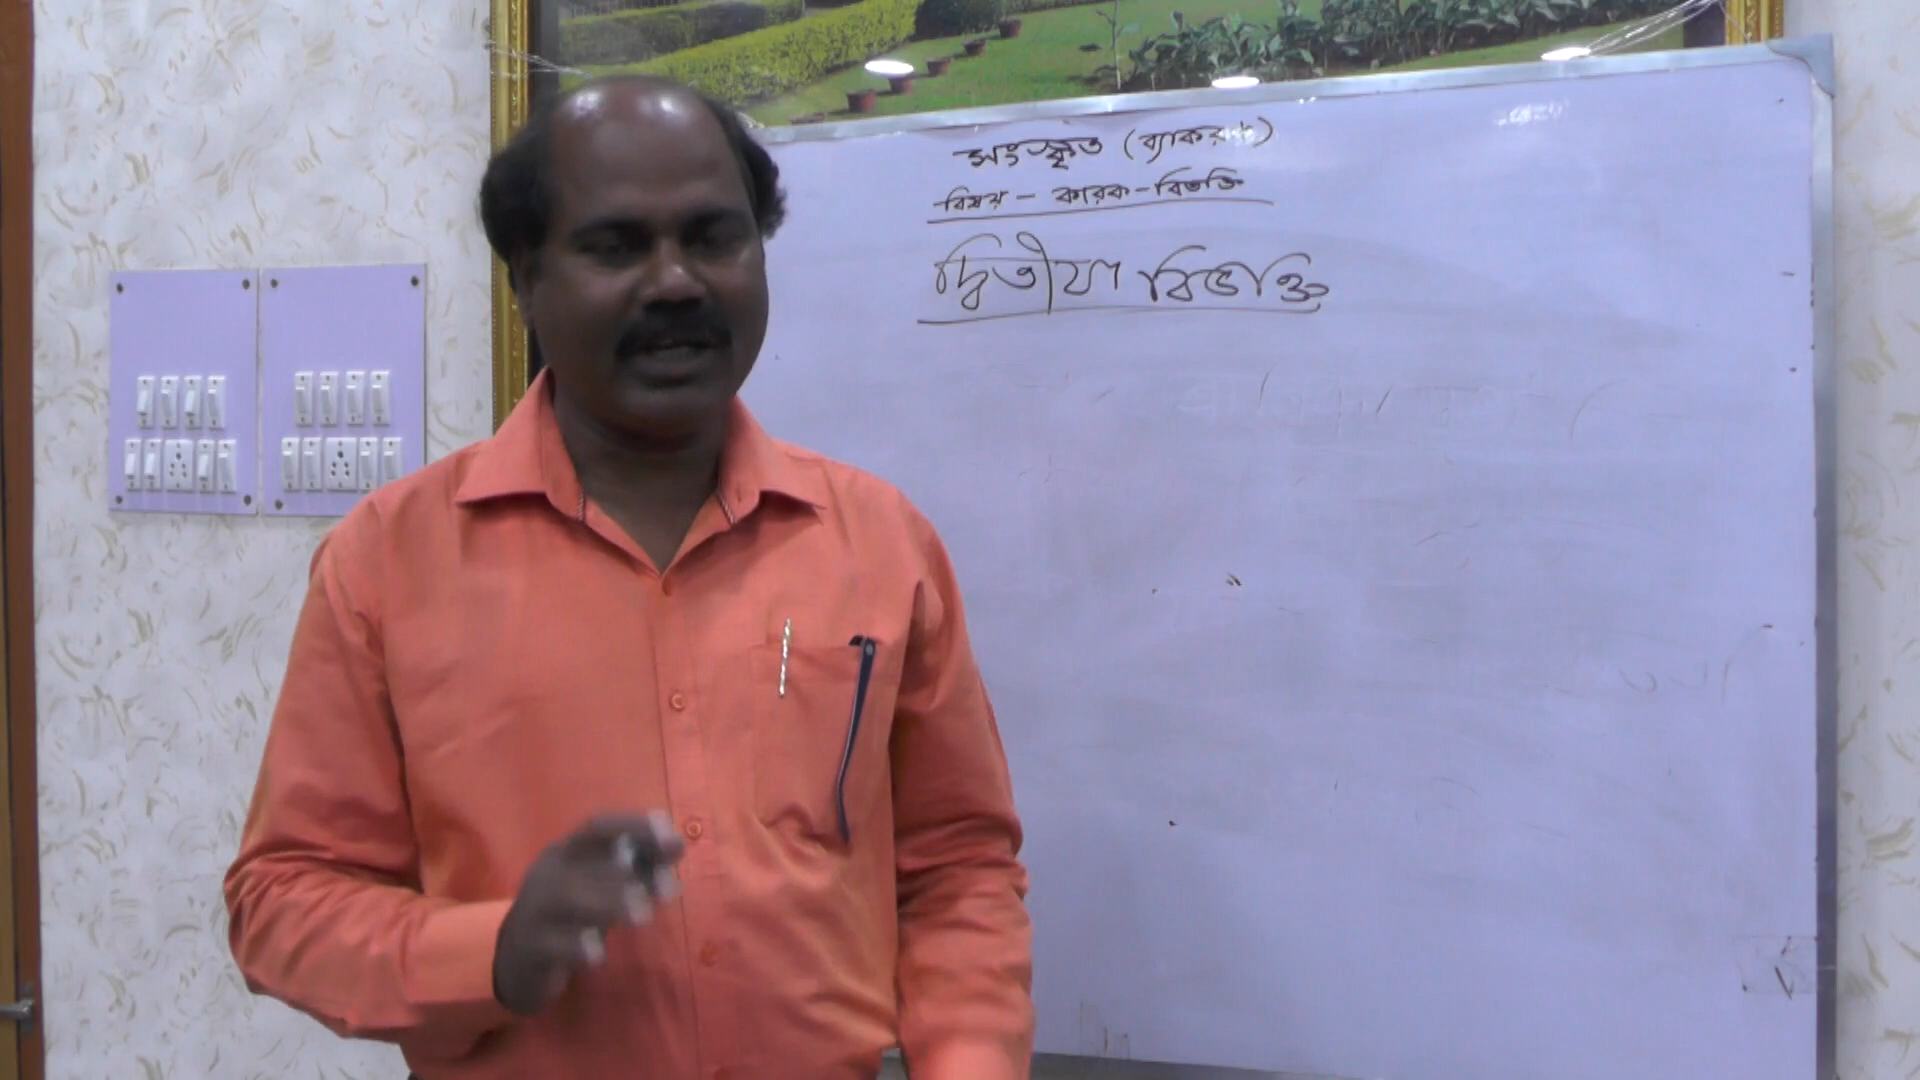 সংস্কৃত (ব্যাকরণ)
বিষয় - কারক-বিভক্তি
দ্বিতীয়া বিভক্তি